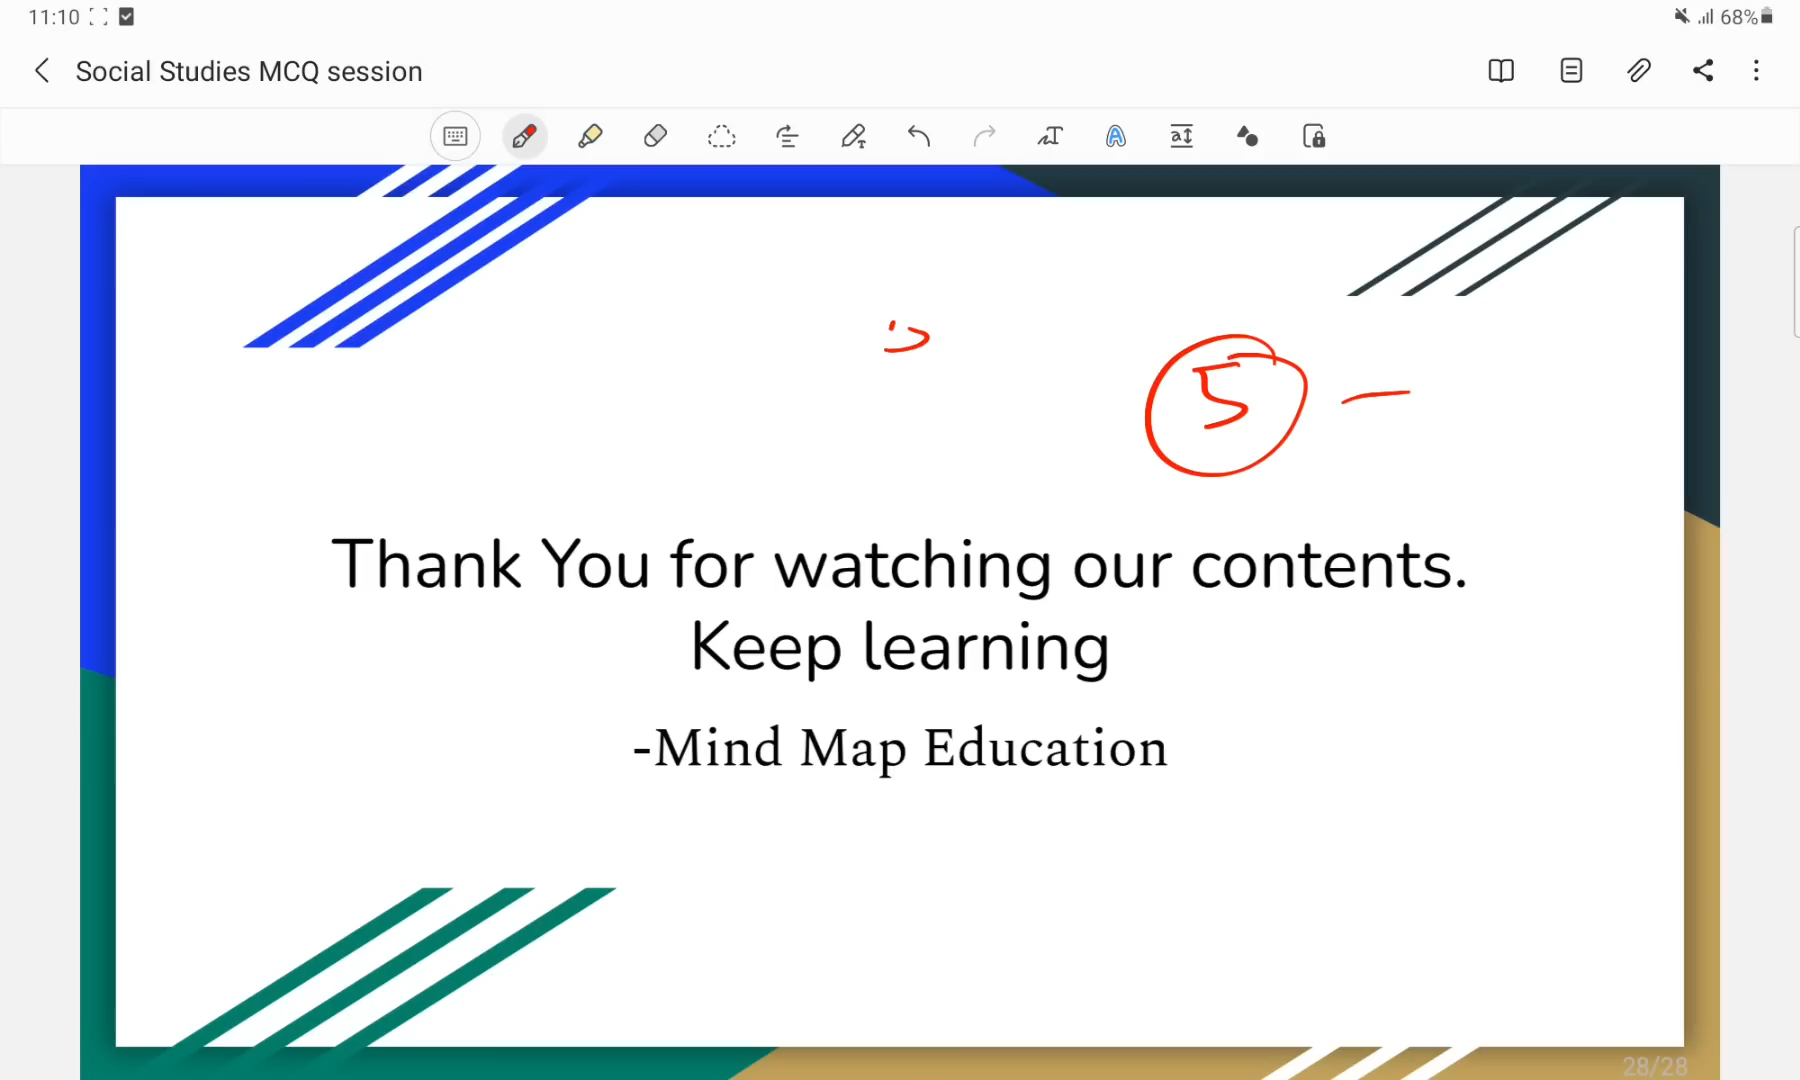 11:10
68%
Social Studies MCQ session
5 -
Thank You for watching our contents.
Keep learning
-Mind Map Education
28/28